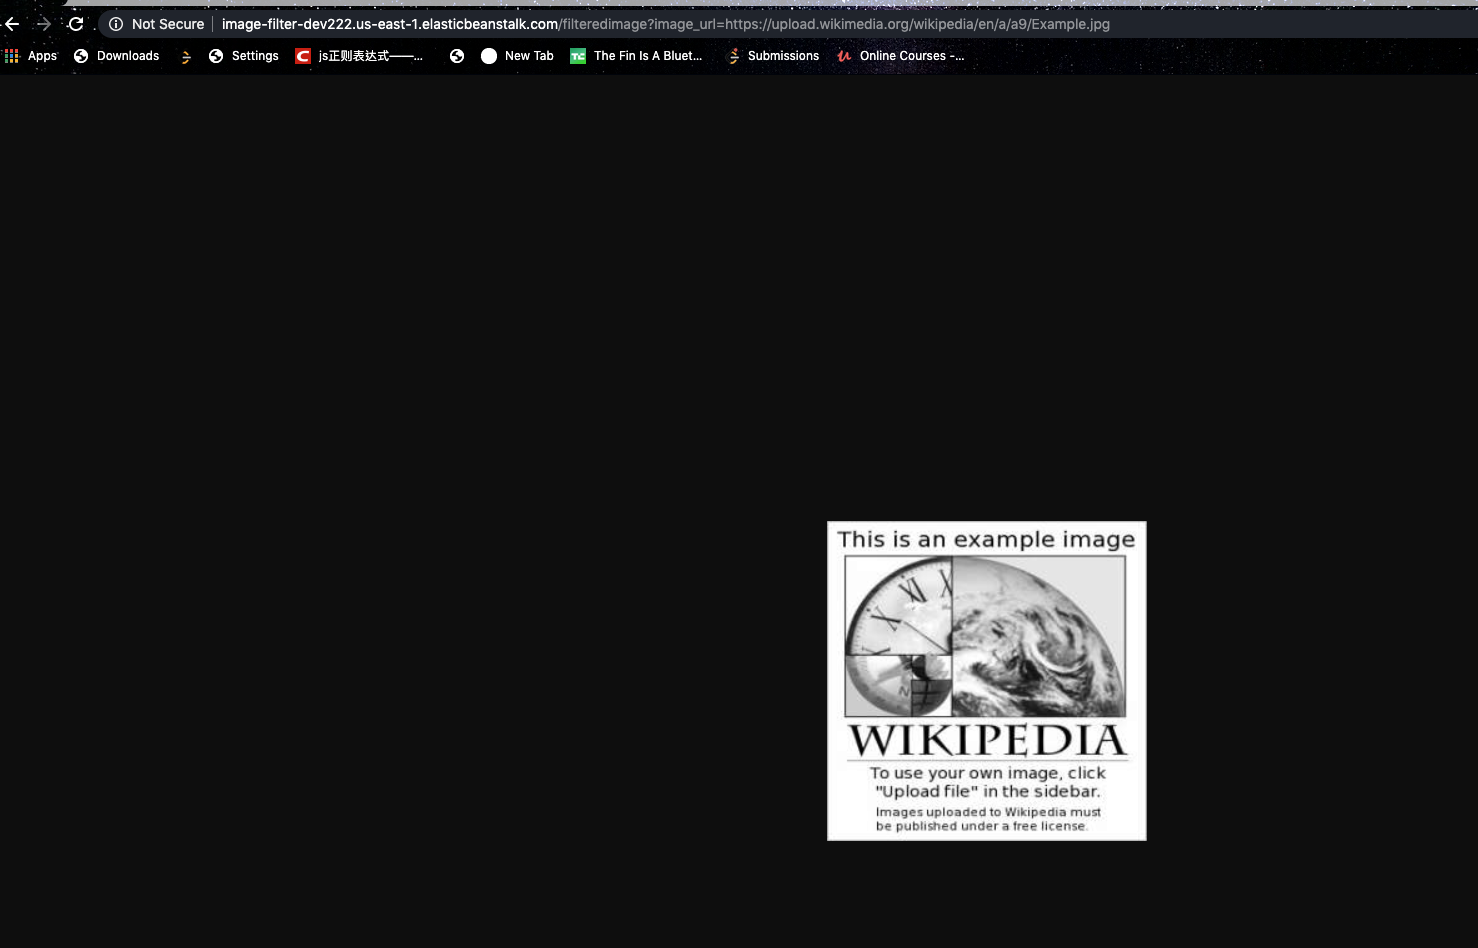 Not Secure image-filter-dev222.us-east-1.elasticbeanstalk.com/filteredimage?image_url=https://upload.wikimedia.org/wikipedia/en/a/a9/Example.jpg
Apps Downloads Settings js正则表达式——... New Tab TC The Fin Is A Bluet... Submissions Online Courses -...
This is an example image
WIKIPEDIA
To use your own image, click
"Upload file" in the sidebar.
Images uploaded to Wikipedia must
be published under a free license.